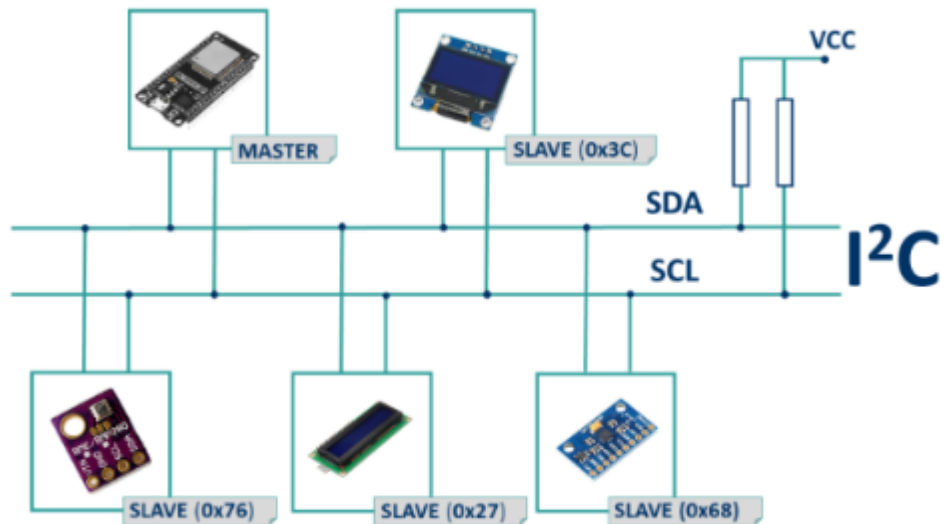 VCC
MASTER
SLAVE (0x3C)
SDA
SCL
I²C
SLAVE (0x76)
SLAVE (0x27)
SLAVE (0x68)